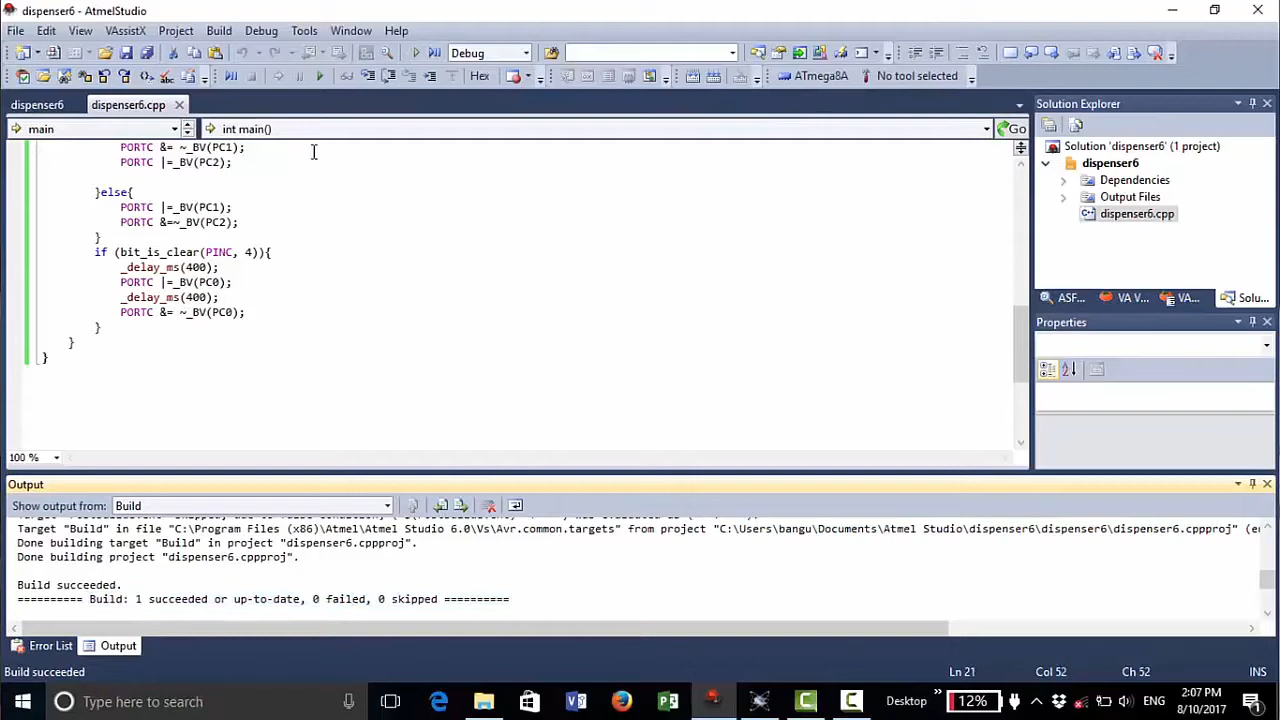 dispenser6 - AtmelStudio
File Edit View VAssistX Project Build Debug Tools Window Help
Debug
Hex ATmega8A No tool selected
dispenser6 dispenser6.cpp
main int main() Go
PORTC &= ~_BV(PC1);
PORTC |=_BV(PC2);
}else{
PORTC |=_BV(PC1);
PORTC &=~_BV(PC2);
}
if (bit_is_clear(PINC, 4)){
_delay_ms(400);
PORTC |=_BV(PC0);
_delay_ms(400);
PORTC &= ~_BV(PC0);
}
}
}
100 %
Solution Explorer
Solution 'dispenser6' (1 project)
dispenser6
Dependencies
Output Files
dispenser6.cpp
ASF... VA V... VA... Solu...
Properties
Output
Show output from: Build
Target "Build" in file "C:\Program Files (x86)\Atmel\Atmel Studio 6.0\Vs\Avr.common.targets" from project "C:\Users\bangu\Documents\Atmel Studio\dispenser6\dispenser6\dispenser6.cppproj"
Done building target "Build" in project "dispenser6.cppproj".
Done building project "dispenser6.cppproj".
Build succeeded.
========== Build: 1 succeeded or up-to-date, 0 failed, 0 skipped ==========
Error List Output
Build succeeded Ln 21 Col 52 Ch 52 INS
Type here to search Desktop 12% ENG 2:07 PM
8/10/2017